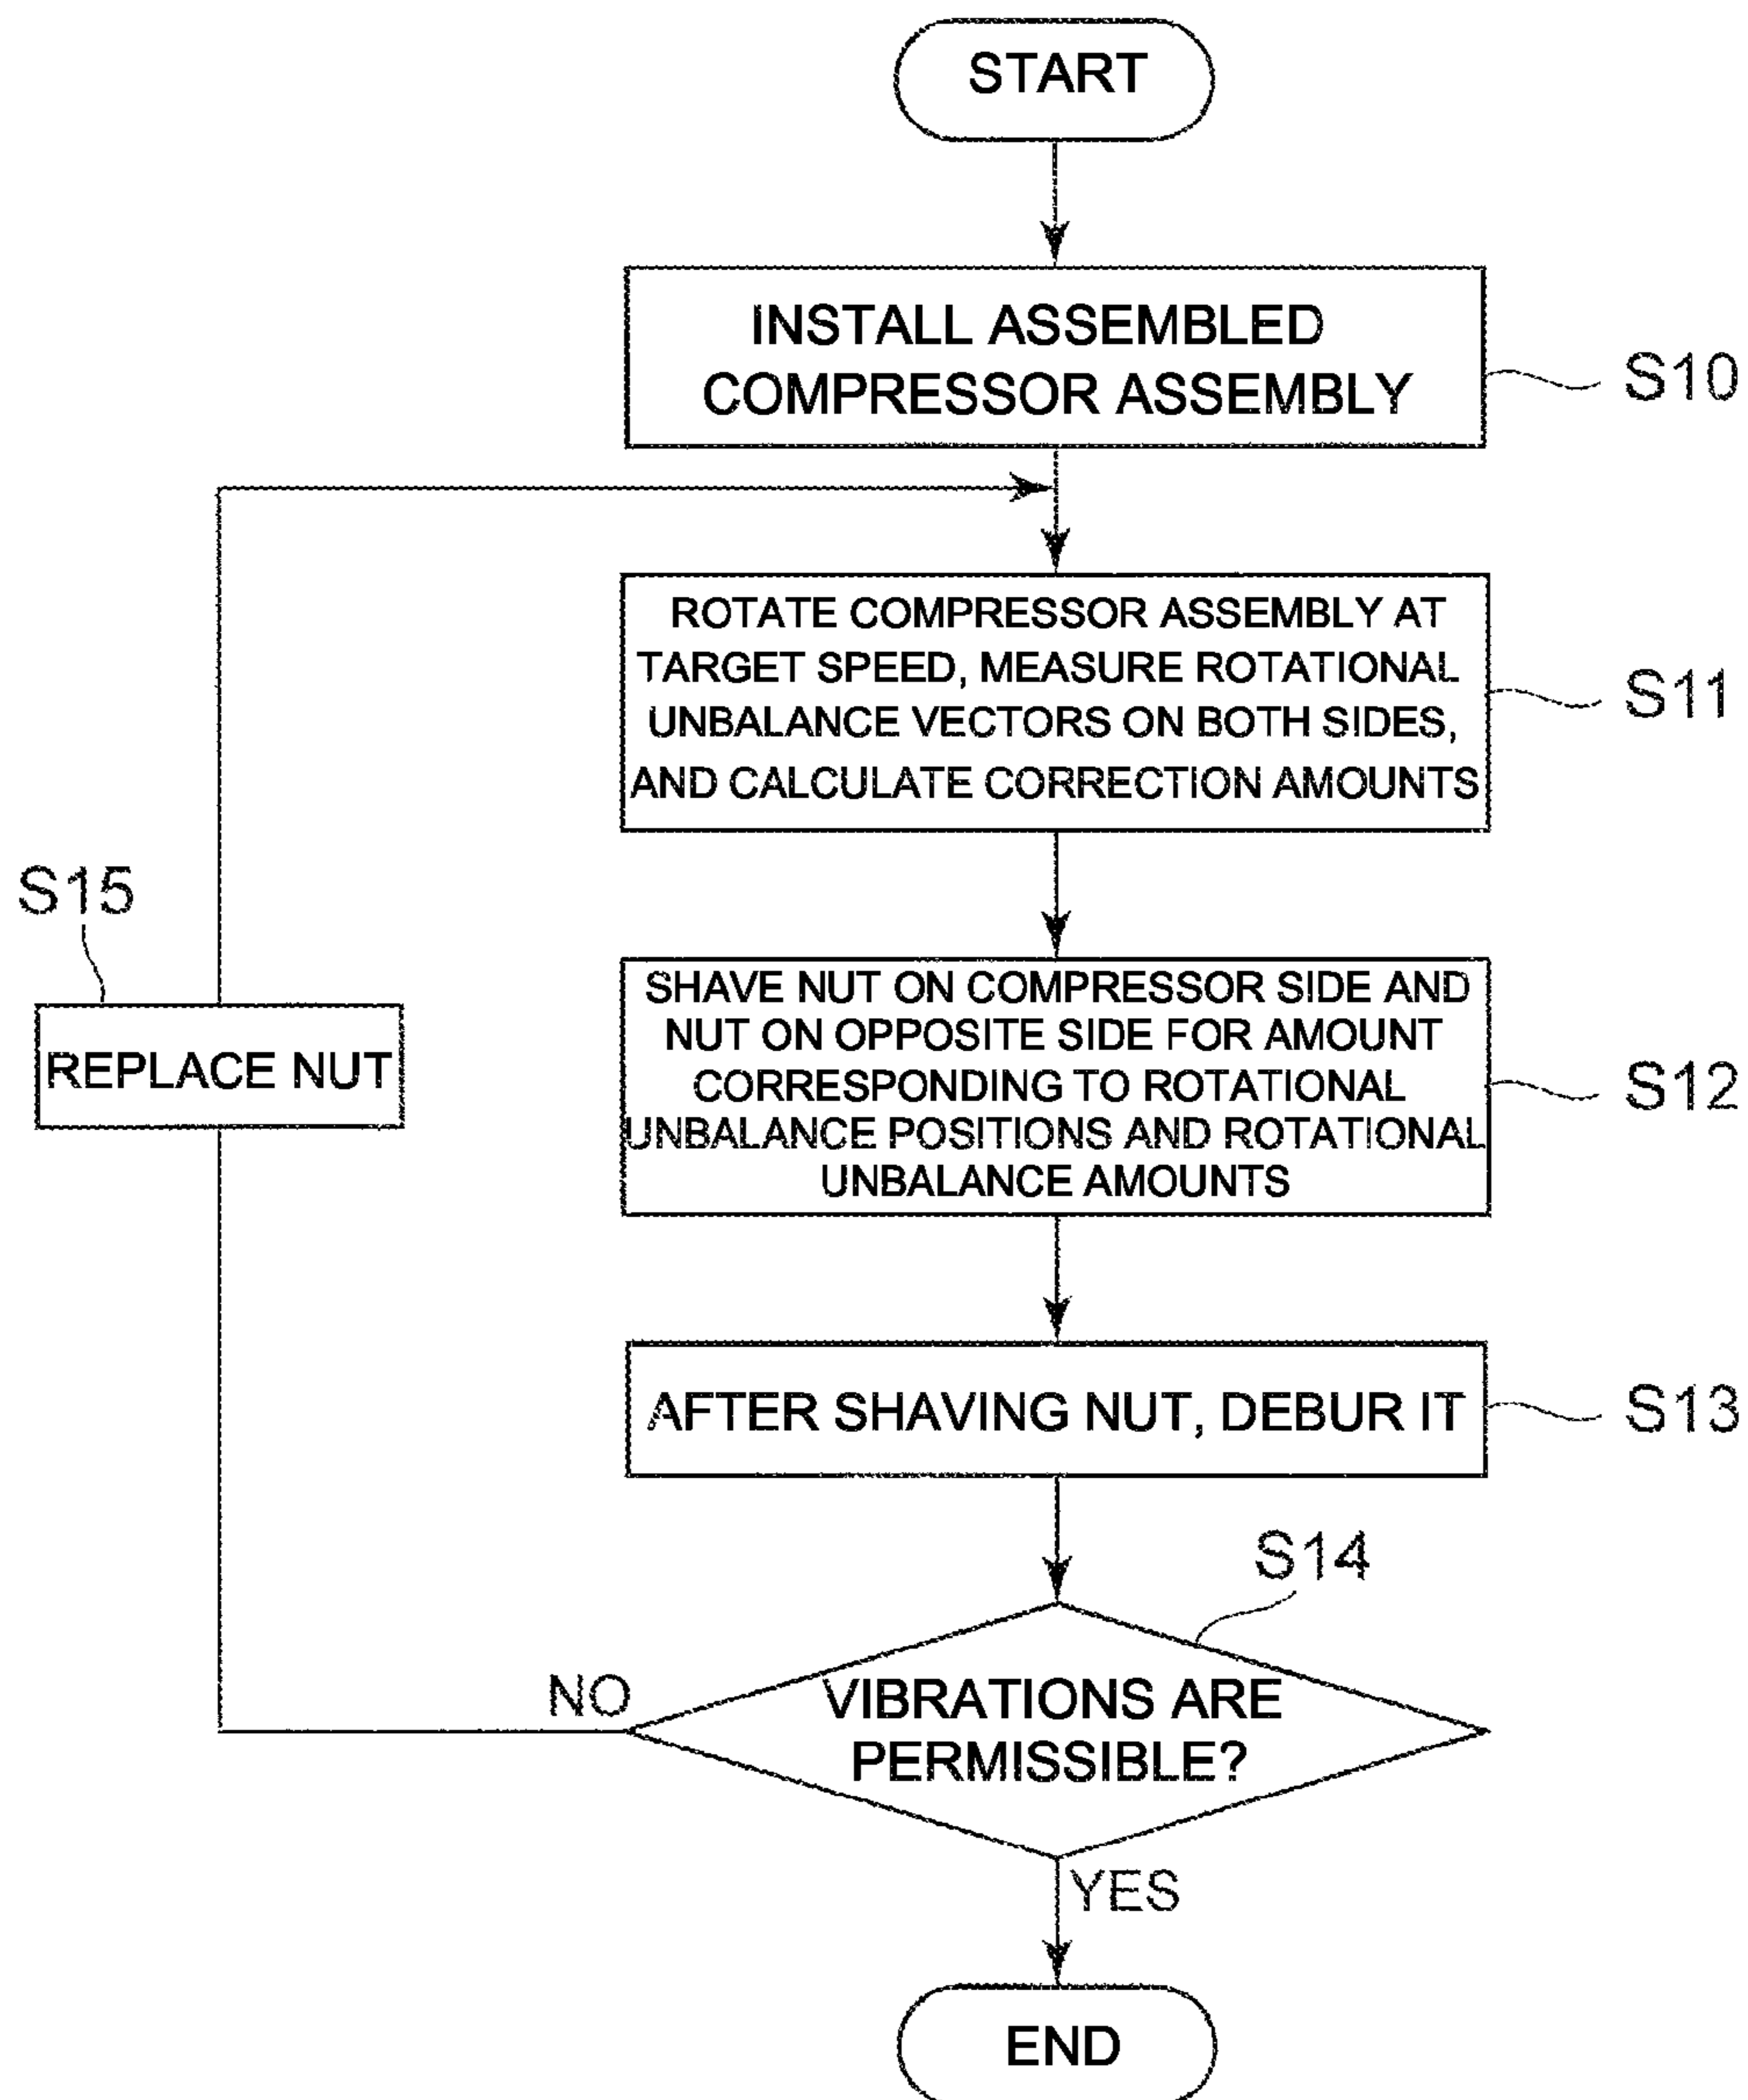 START
INSTALL ASSEMBLED
COMPRESSOR ASSEMBLY
S10
ROTATE COMPRESSOR ASSEMBLY AT
TARGET SPEED, MEASURE ROTATIONAL
UNBALANCE VECTORS ON BOTH SIDES,
AND CALCULATE CORRECTION AMOUNTS
S11
SHAVE NUT ON COMPRESSOR SIDE AND
NUT ON OPPOSITE SIDE FOR AMOUNT
CORRESPONDING TO ROTATIONAL
UNBALANCE POSITIONS AND ROTATIONAL
UNBALANCE AMOUNTS
S12
S15
REPLACE NUT
AFTER SHAVING NUT, DEBUR IT
S13
S14
VIBRATIONS ARE
PERMISSIBLE?
NO
YES
END